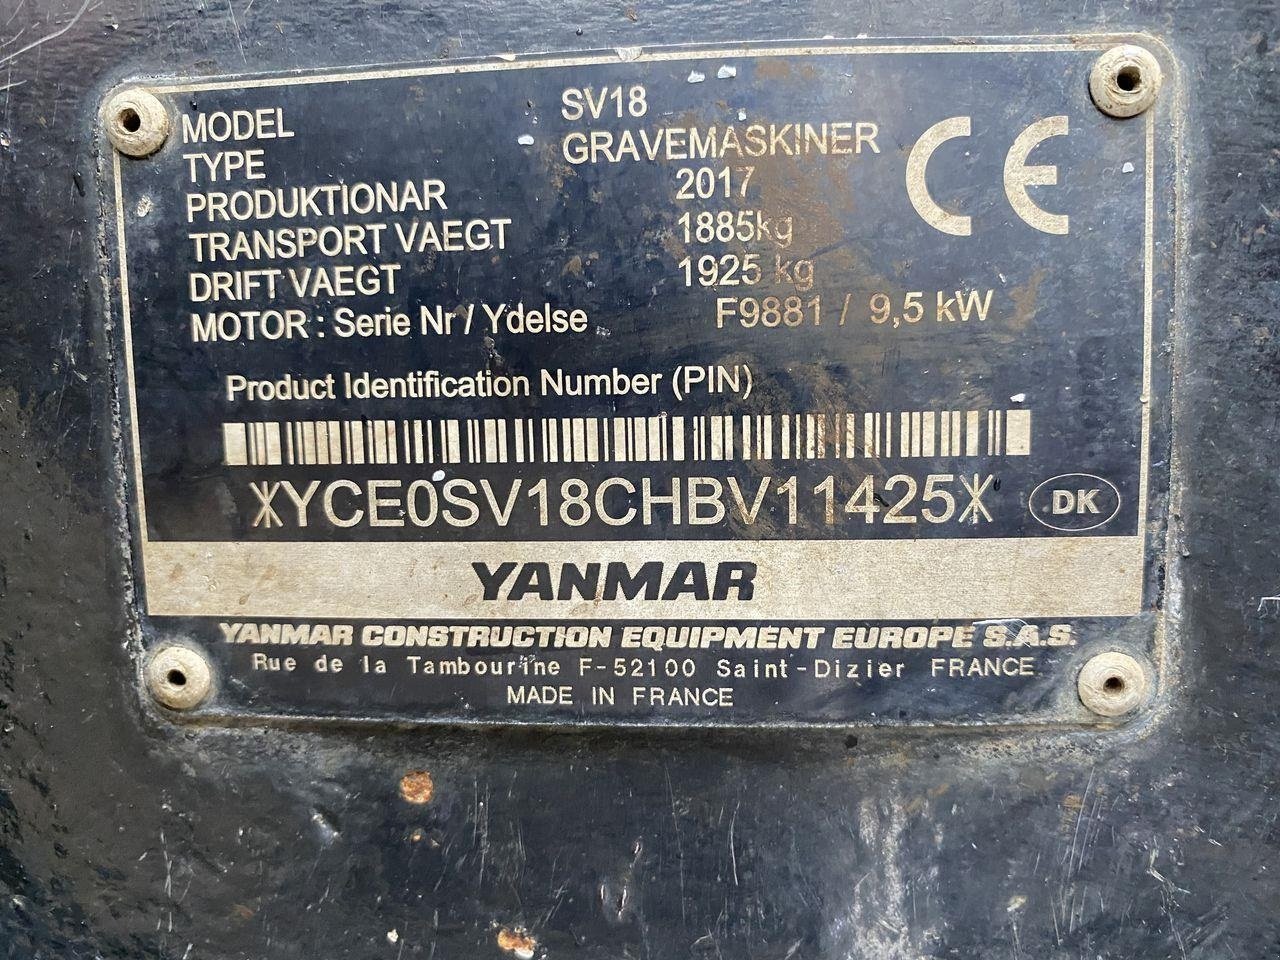 MODEL SV18
TYPE GRAVEMASKINER
PRODUKTIONAR 2017
TRANSPORT VAEGT 1885kg
DRIFT VAEGT 1925 kg
MOTOR : Serie Nr / Ydelse F9881 / 9,5 kW
CE
Product Identification Number (PIN)
*YCE0SV18CHBV11425*
DK
YANMAR
YANMAR CONSTRUCTION EQUIPMENT EUROPE S.A.S.
Rue de la Tambourine F-52100 Saint-Dizier FRANCE
MADE IN FRANCE